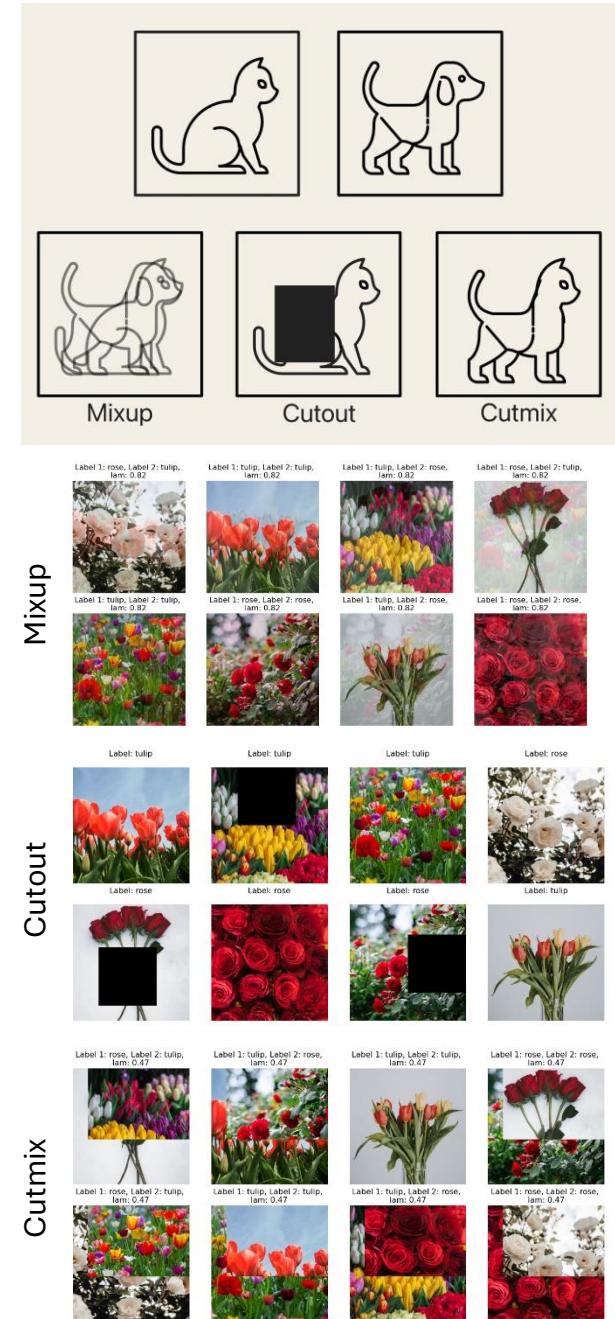 Mixup
Cutout
Cutmix
Mixup
Label 1: rose, Label 2: tulip,
lam: 0.82
Label 1: tulip, Label 2: tulip,
lam: 0.82
Label 1: tulip, Label 2: rose,
lam: 0.82
Label 1: rose, Label 2: tulip,
lam: 0.82
Label 1: tulip, Label 2: tulip,
lam: 0.82
Label 1: rose, Label 2: rose,
lam: 0.82
Label 1: tulip, Label 2: rose,
lam: 0.82
Label 1: rose, Label 2: rose,
lam: 0.82
Cutout
Label: tulip
Label: tulip
Label: tulip
Label: rose
Label: rose
Label: rose
Label: rose
Label: tulip
Cutmix
Label 1: rose, Label 2: tulip,
lam: 0.47
Label 1: tulip, Label 2: rose,
lam: 0.47
Label 1: tulip, Label 2: tulip,
lam: 0.47
Label 1: rose, Label 2: rose,
lam: 0.47
Label 1: rose, Label 2: tulip,
lam: 0.47
Label 1: tulip, Label 2: tulip,
lam: 0.47
Label 1: tulip, Label 2: rose,
lam: 0.47
Label 1: rose, Label 2: rose,
lam: 0.47